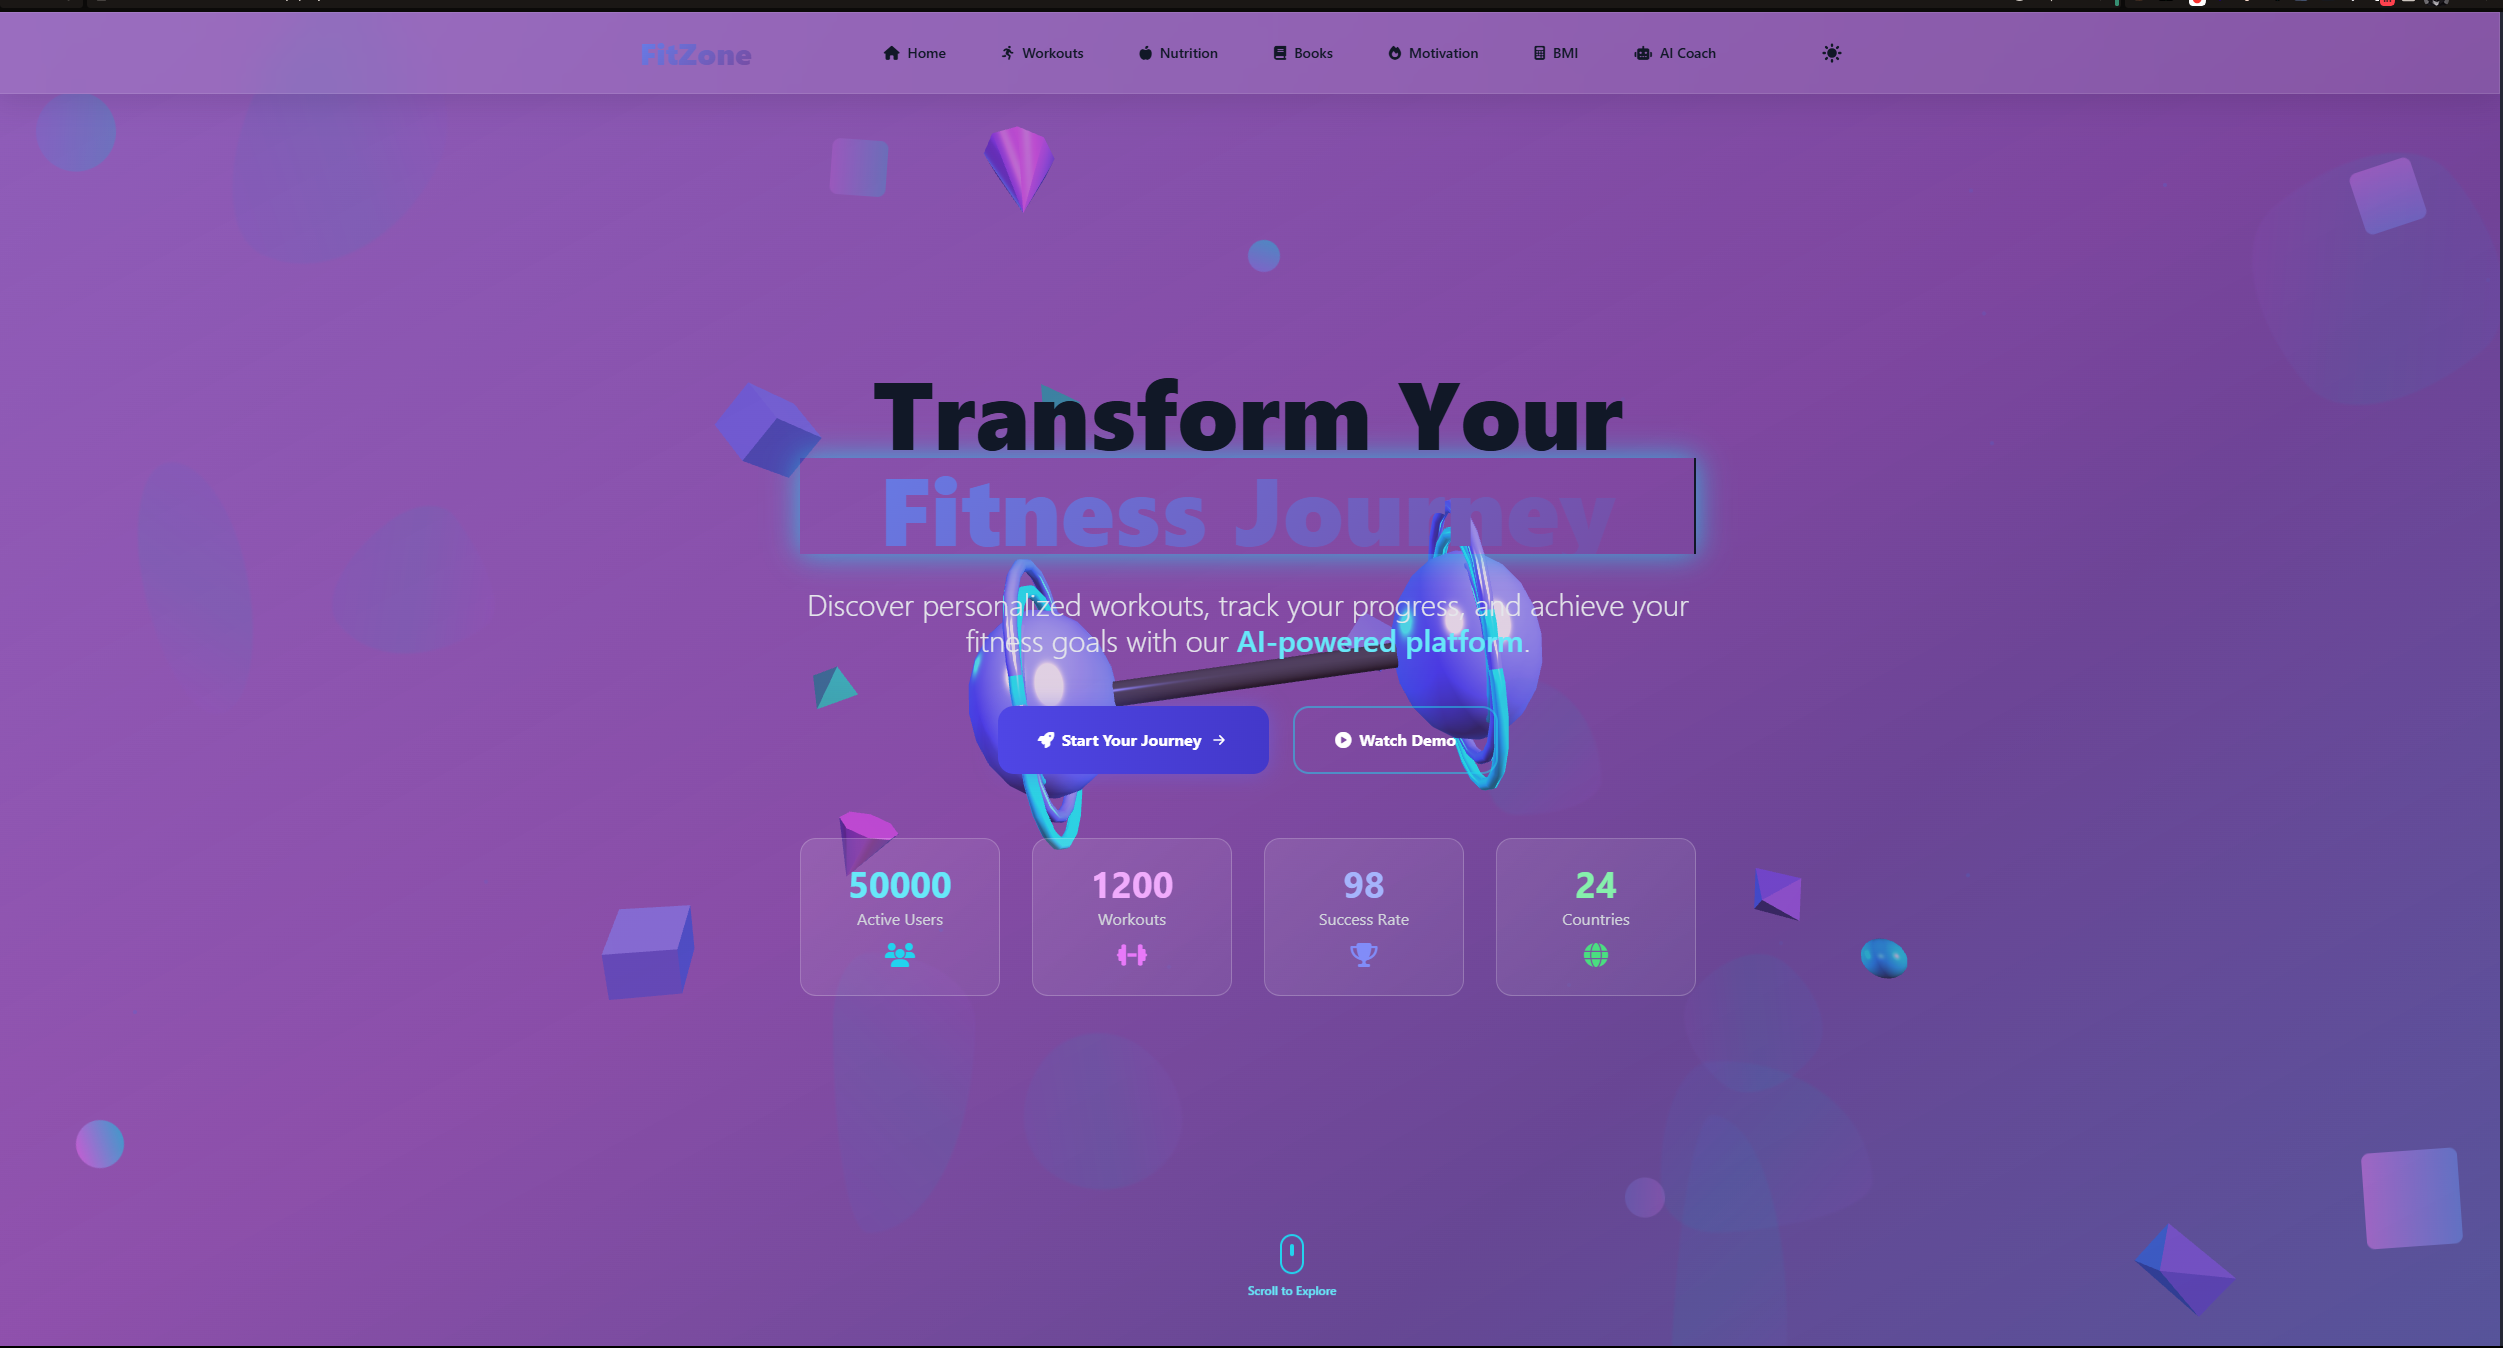 FitZone
Home
Workouts
Nutrition
Books
Motivation
BMI
AI Coach
Transform Your
Fitness Journey
Discover personalized workouts, track your progress, and achieve your
fitness goals with our AI-powered platform.
Start Your Journey →
Watch Demo
50000
Active Users
1200
Workouts
98
Success Rate
24
Countries
Scroll to Explore